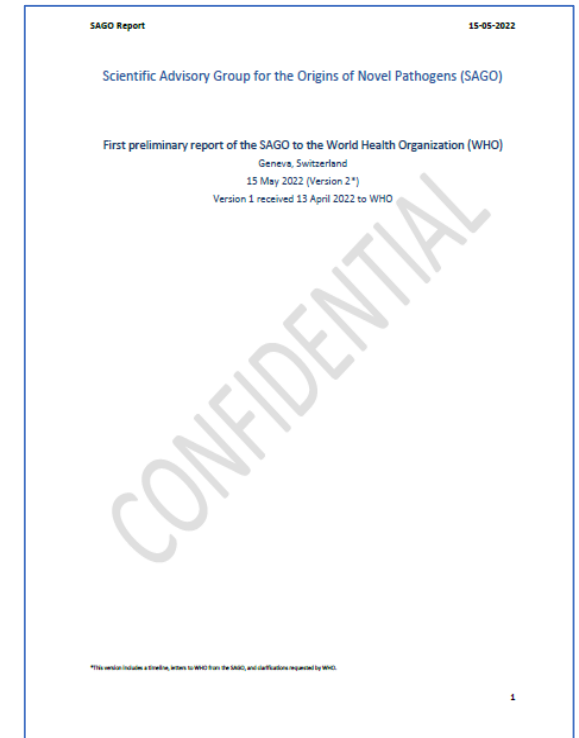 SAGO Report 15-05-2022
Scientific Advisory Group for the Origins of Novel Pathogens (SAGO)
First preliminary report of the SAGO to the World Health Organization (WHO)
Geneva, Switzerland
15 May 2022 (Version 2*)
Version 1 received 13 April 2022 to WHO
CONFIDENTIAL
*This version includes a timeline, letters to WHO from the SAGO, and clarifications requested by WHO.
1